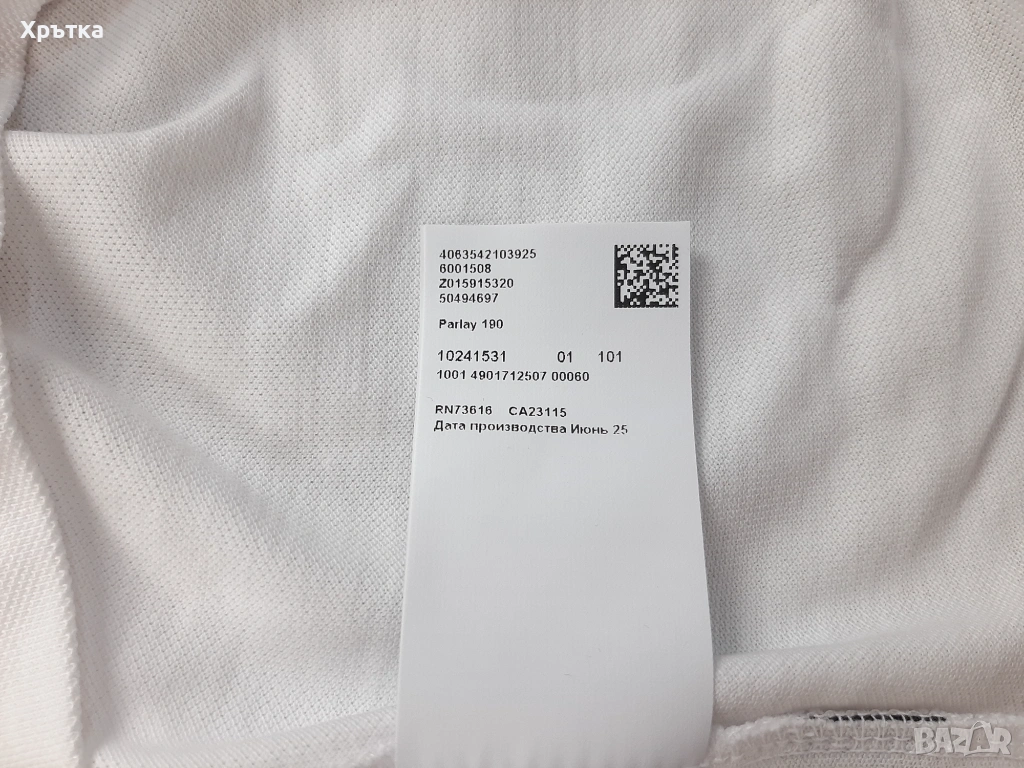 Хрътка
4063542103925
6001508
Z015915320
50494697
Parlay 190
10241531 01 101
1001 4901712507 00060
RN73616 CA23115
Дата производства Июнь 25
BAZAR